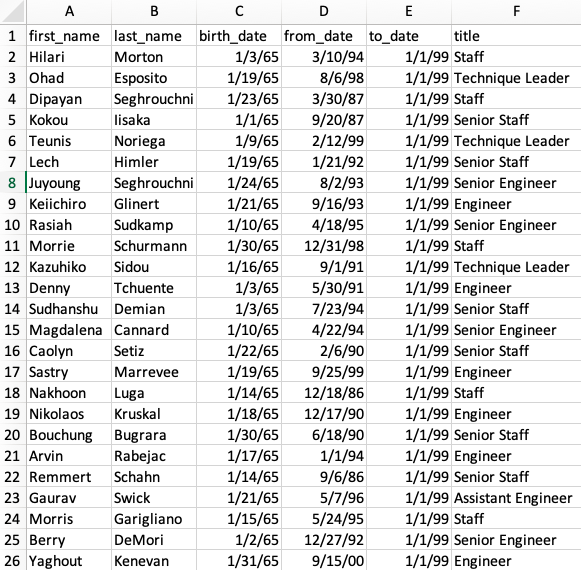 A B C D E F
1 first_name last_name birth_date from_date to_date title
2 Hilari Morton 1/3/65 3/10/94 1/1/99 Staff
3 Ohad Esposito 1/19/65 8/6/98 1/1/99 Technique Leader
4 Dipayan Seghrouchni 1/23/65 3/30/87 1/1/99 Staff
5 Kokou Iisaka 1/1/65 9/20/87 1/1/99 Senior Staff
6 Teunis Noriega 1/9/65 2/12/99 1/1/99 Technique Leader
7 Lech Himler 1/19/65 1/21/92 1/1/99 Senior Staff
8 Juyoung Seghrouchni 1/24/65 8/2/93 1/1/99 Senior Engineer
9 Keiichiro Glinert 1/21/65 9/16/93 1/1/99 Engineer
10 Rasiah Sudkamp 1/10/65 4/18/95 1/1/99 Senior Engineer
11 Morrie Schurmann 1/30/65 12/31/98 1/1/99 Staff
12 Kazuhiko Sidou 1/16/65 9/1/91 1/1/99 Technique Leader
13 Denny Tchuente 1/3/65 5/30/91 1/1/99 Engineer
14 Sudhanshu Demian 1/3/65 7/23/94 1/1/99 Senior Staff
15 Magdalena Cannard 1/10/65 4/22/94 1/1/99 Senior Engineer
16 Caolyn Setiz 1/22/65 2/6/90 1/1/99 Senior Staff
17 Sastry Marrevee 1/19/65 9/25/99 1/1/99 Engineer
18 Nakhoon Luga 1/14/65 12/18/86 1/1/99 Staff
19 Nikolaos Kruskal 1/18/65 12/17/90 1/1/99 Engineer
20 Bouchung Bugrara 1/30/65 6/18/90 1/1/99 Senior Staff
21 Arvin Rabejac 1/17/65 1/1/94 1/1/99 Engineer
22 Remmert Schahn 1/14/65 9/6/86 1/1/99 Senior Staff
23 Gaurav Swick 1/21/65 5/7/96 1/1/99 Assistant Engineer
24 Morris Garigliano 1/15/65 5/24/95 1/1/99 Staff
25 Berry DeMori 1/2/65 12/27/92 1/1/99 Senior Engineer
26 Yaghout Kenevan 1/31/65 9/15/00 1/1/99 Engineer